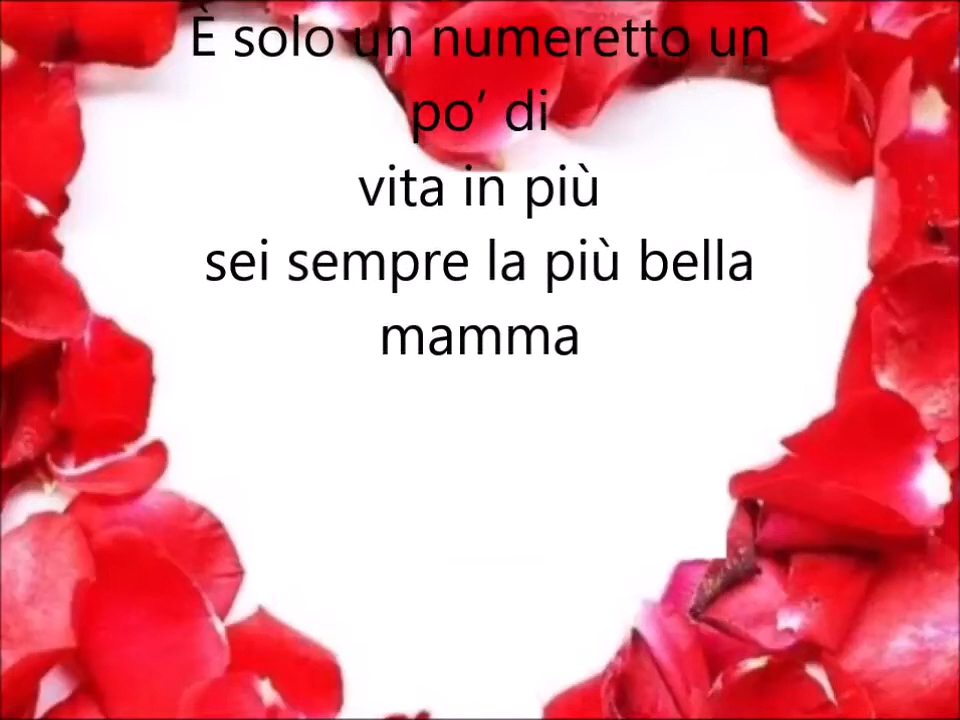 È solo un numeretto un
po’ di
vita in più
sei sempre la più bella
mamma